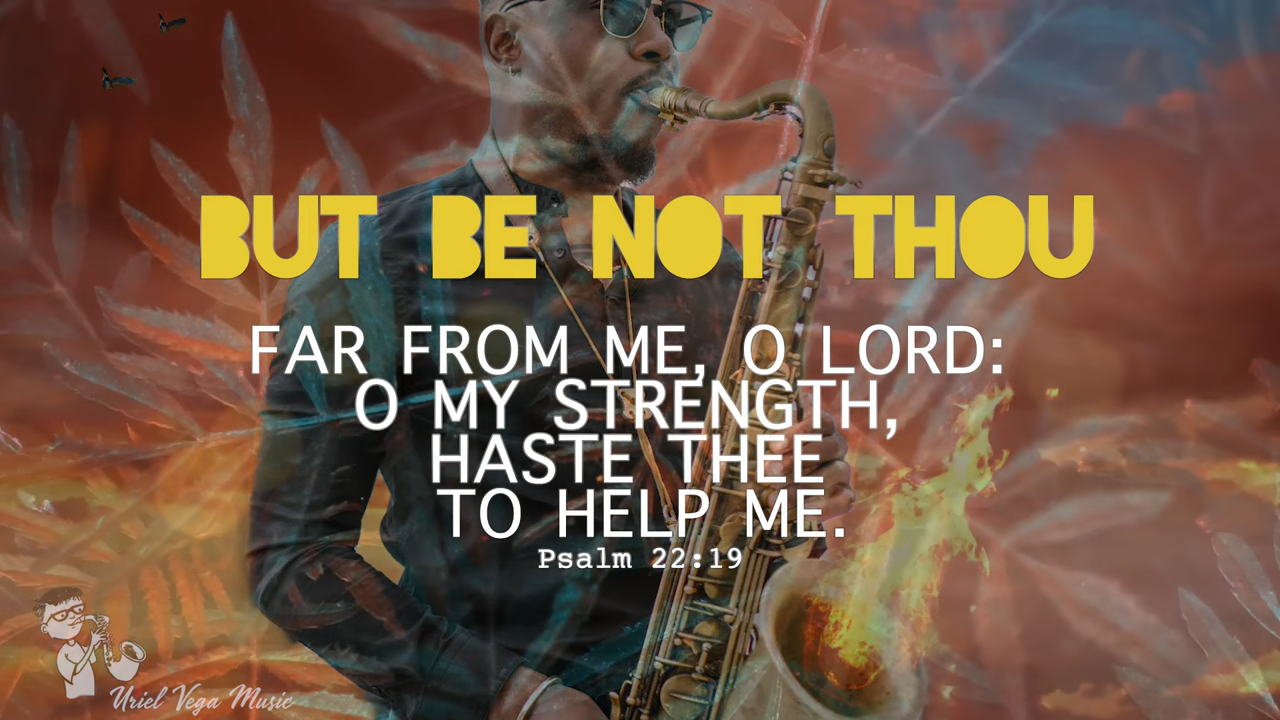 BUT BE NOT THOU
FAR FROM ME, O LORD:
O MY STRENGTH,
HASTE THEE
TO HELP ME.
Psalm 22:19
Uriel Vega Music